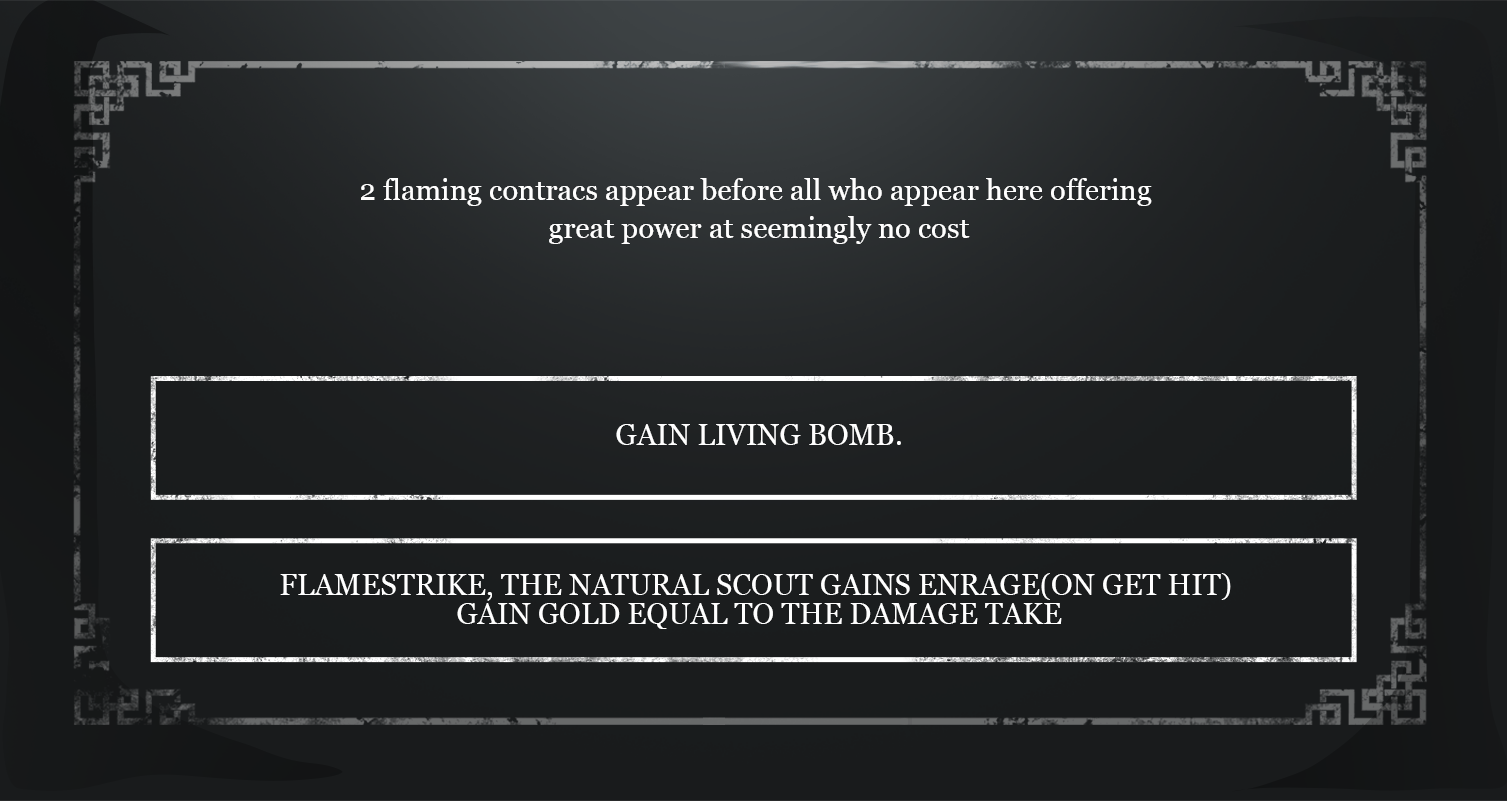 2 flaming contracs appear before all who appear here offering
great power at seemingly no cost
GAIN LIVING BOMB.
FLAMESTRIKE, THE NATURAL SCOUT GAINS ENRAGE(ON GET HIT)
GAIN GOLD EQUAL TO THE DAMAGE TAKE